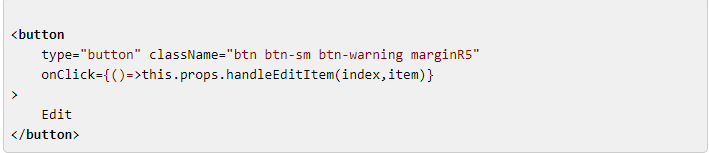 <button
    type="button" className="btn btn-sm btn-warning marginR5"
    onClick={()=>this.props.handleEditItem(index,item)}
>
    Edit
</button>